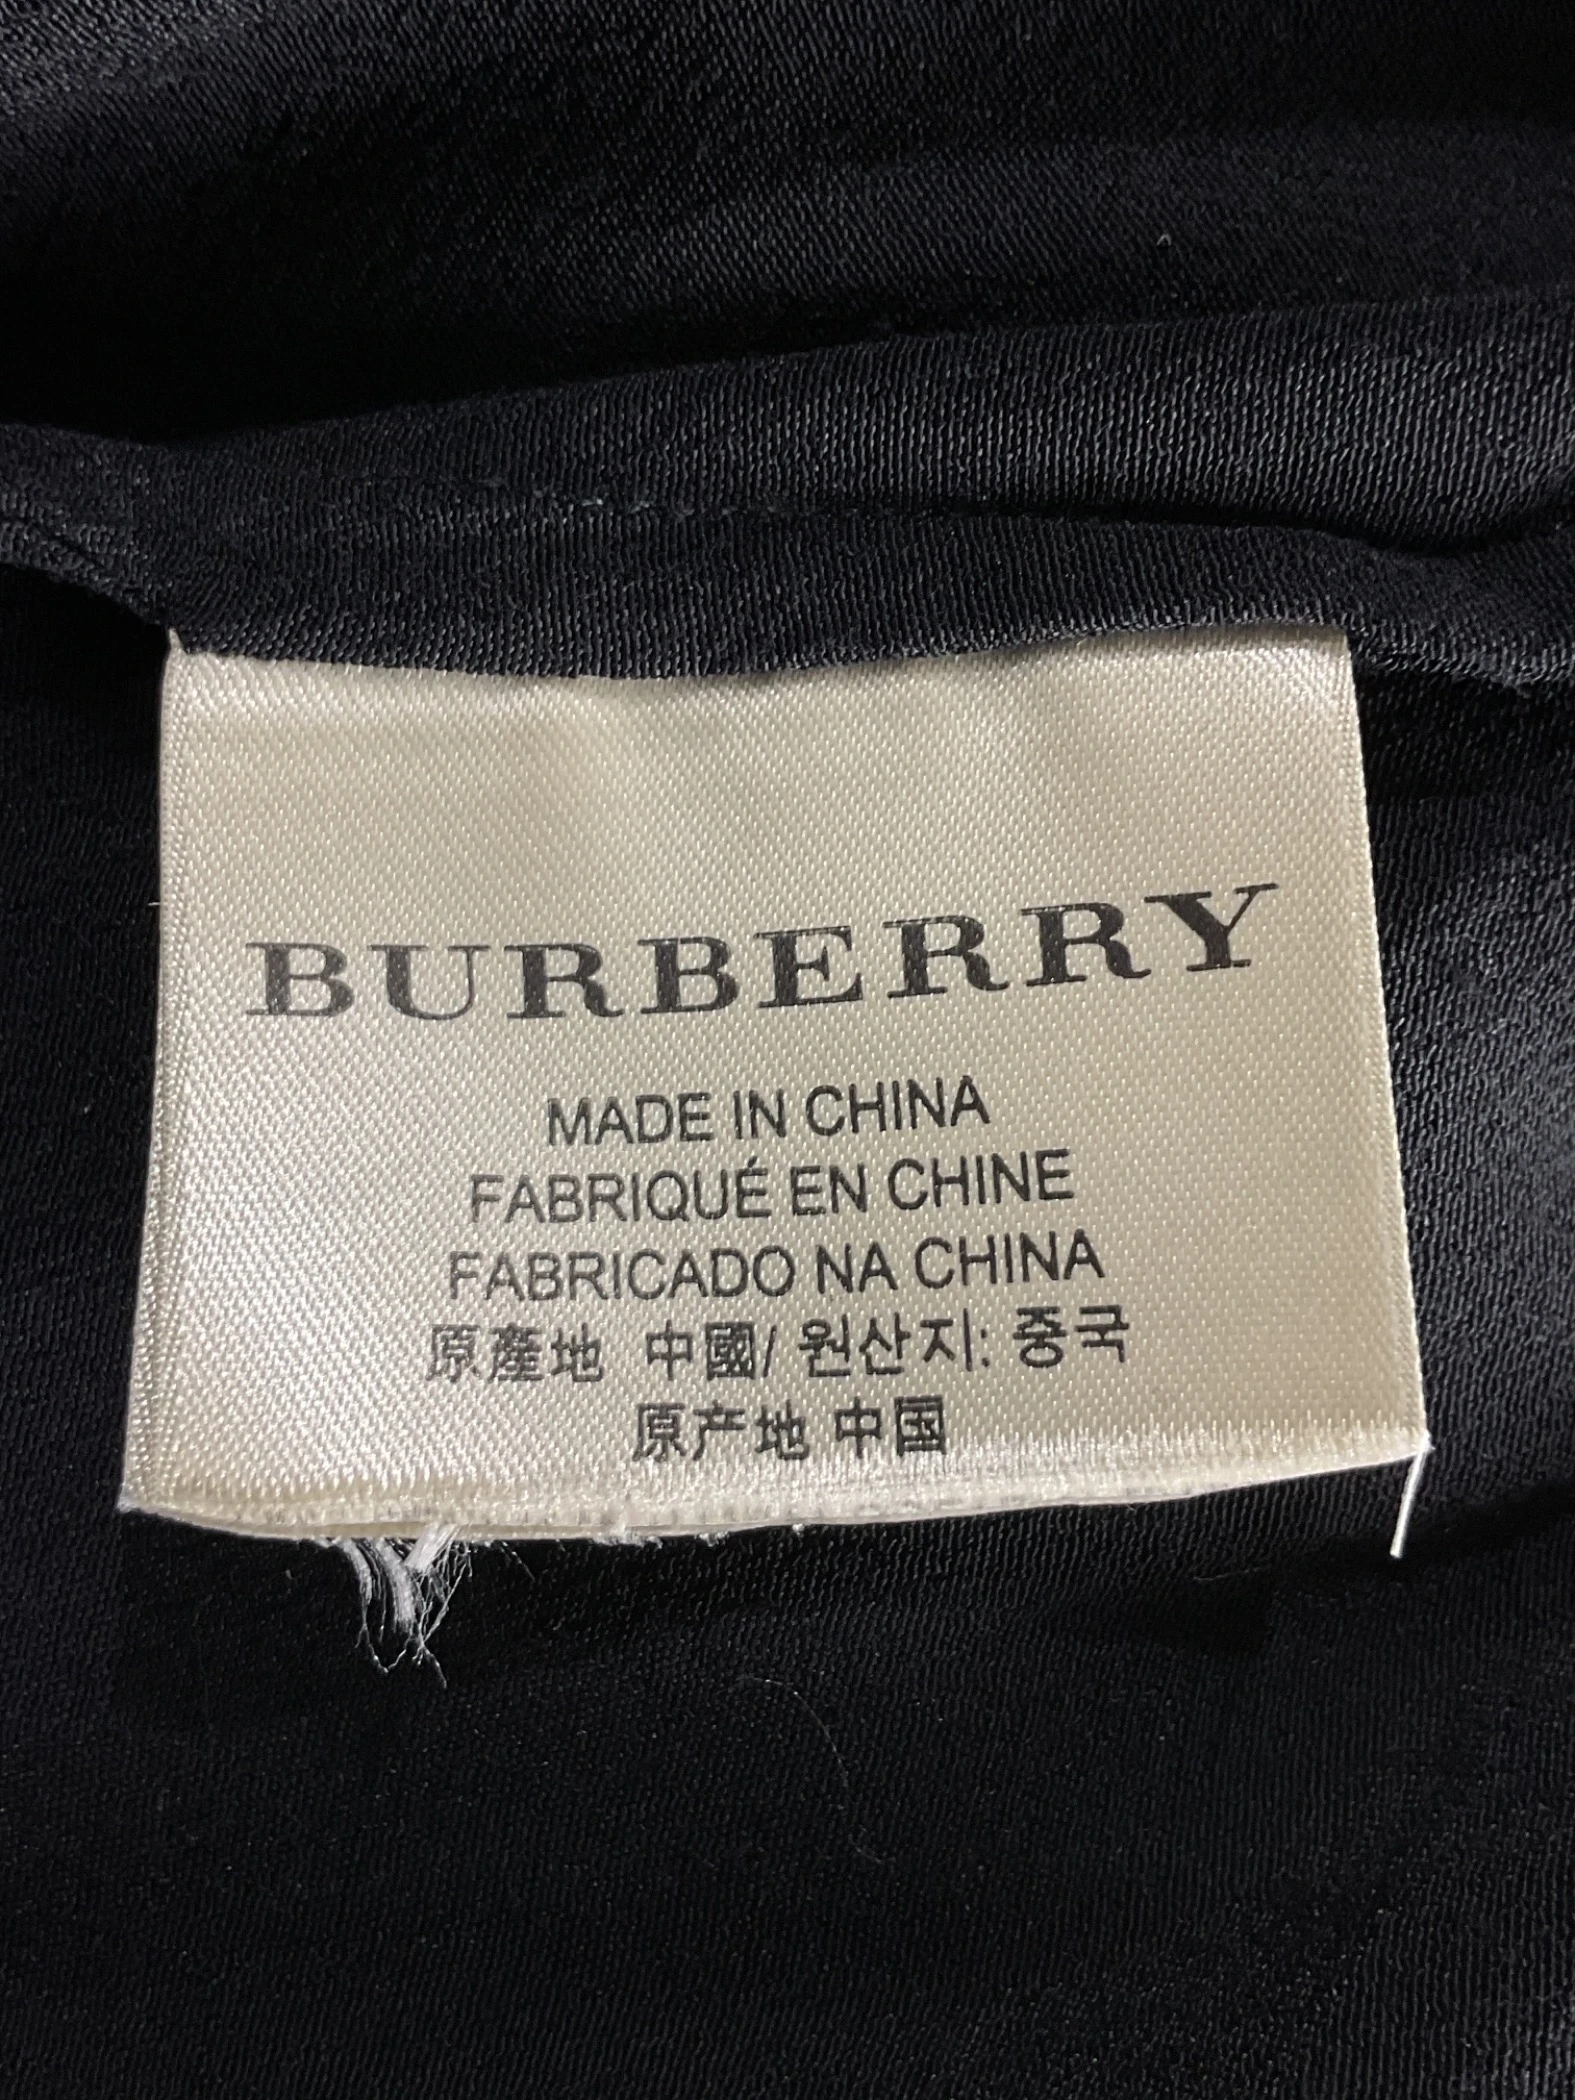 BURBERRY
MADE IN CHINA
FABRIQUÉ EN CHINE
FABRICADO NA CHINA
原產地 中國/ 원산지: 중국
原产地 中国